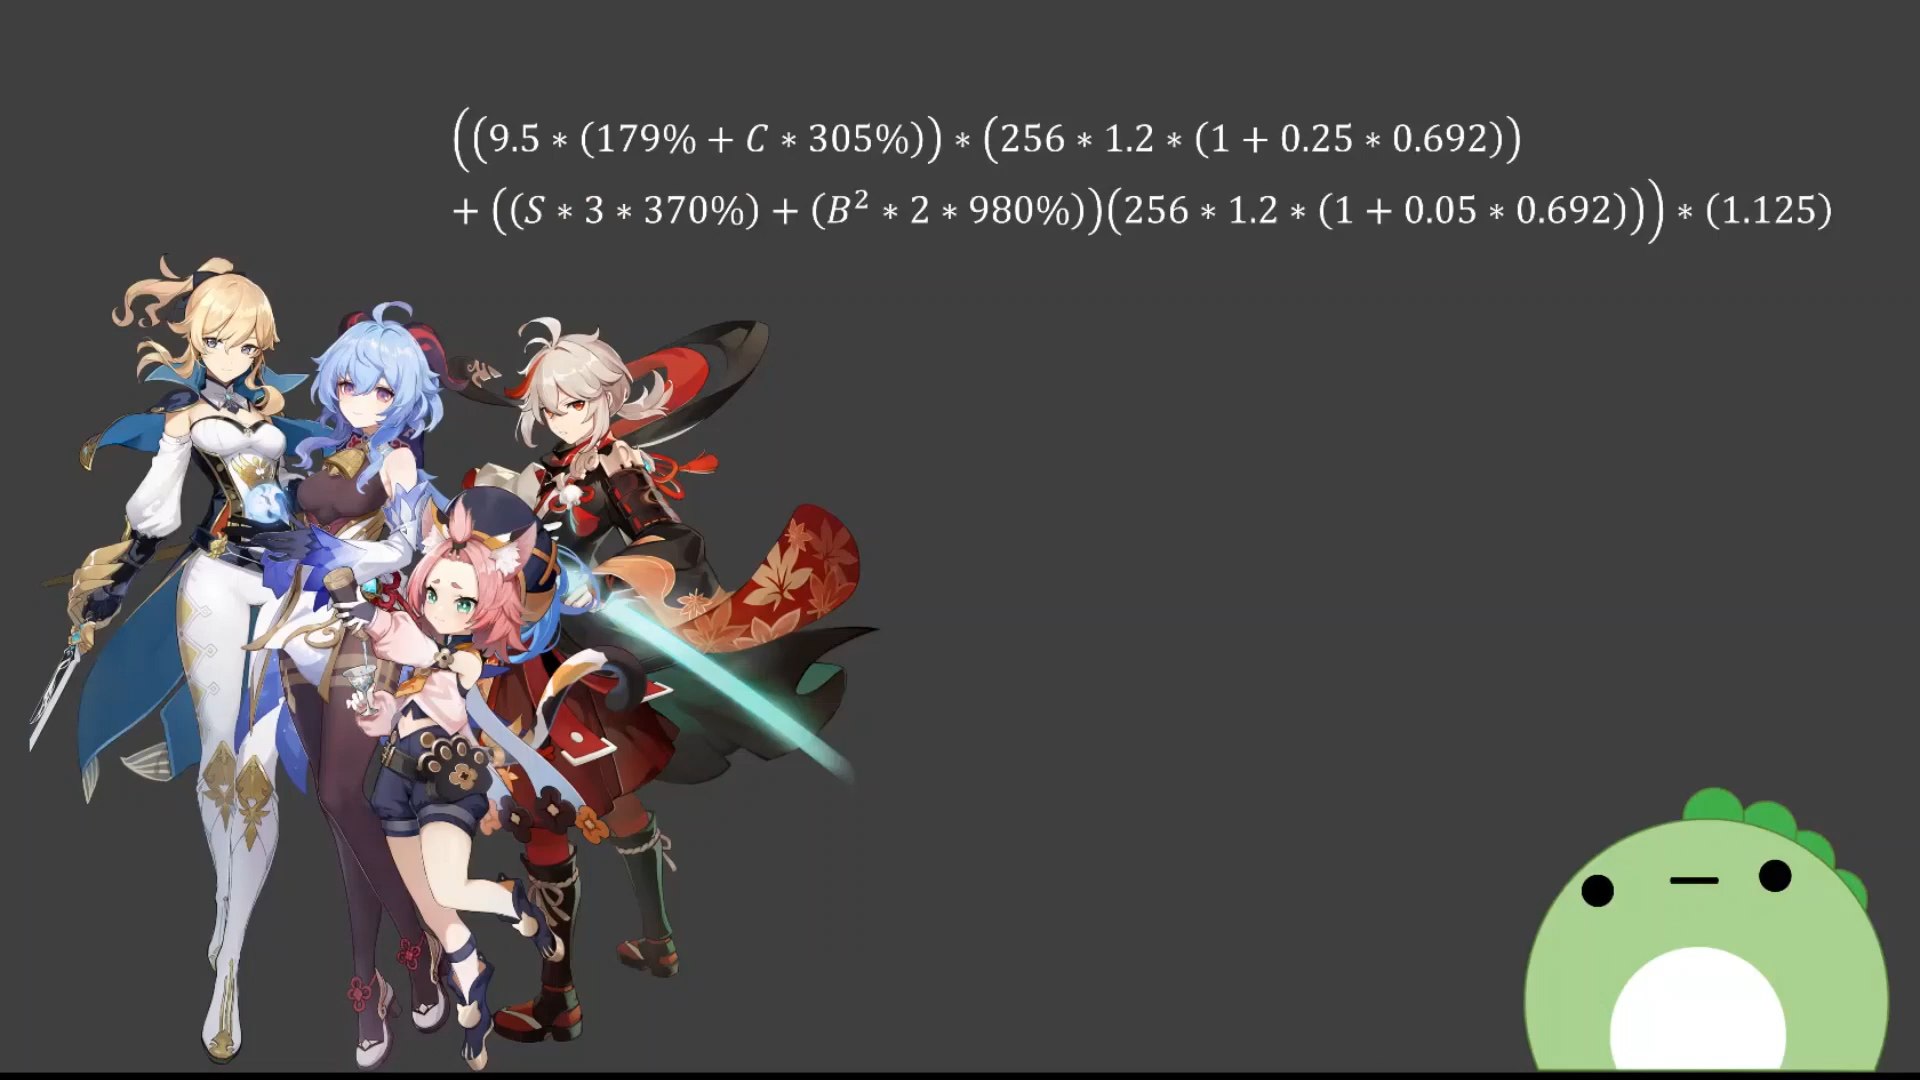 ((9.5 * (179% + C * 305%)) * (256 * 1.2 * (1 + 0.25 * 0.692))
+ ((S * 3 * 370%) + (B² * 2 * 980%))(256 * 1.2 * (1 + 0.05 * 0.692))) * (1.125)